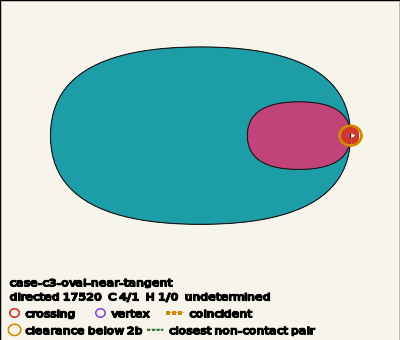 case-c3-oval-near-tangent
directed 17520 C 4/1 H 1/0 undetermined
crossing vertex coincident
clearance below 2b closest non-contact pair